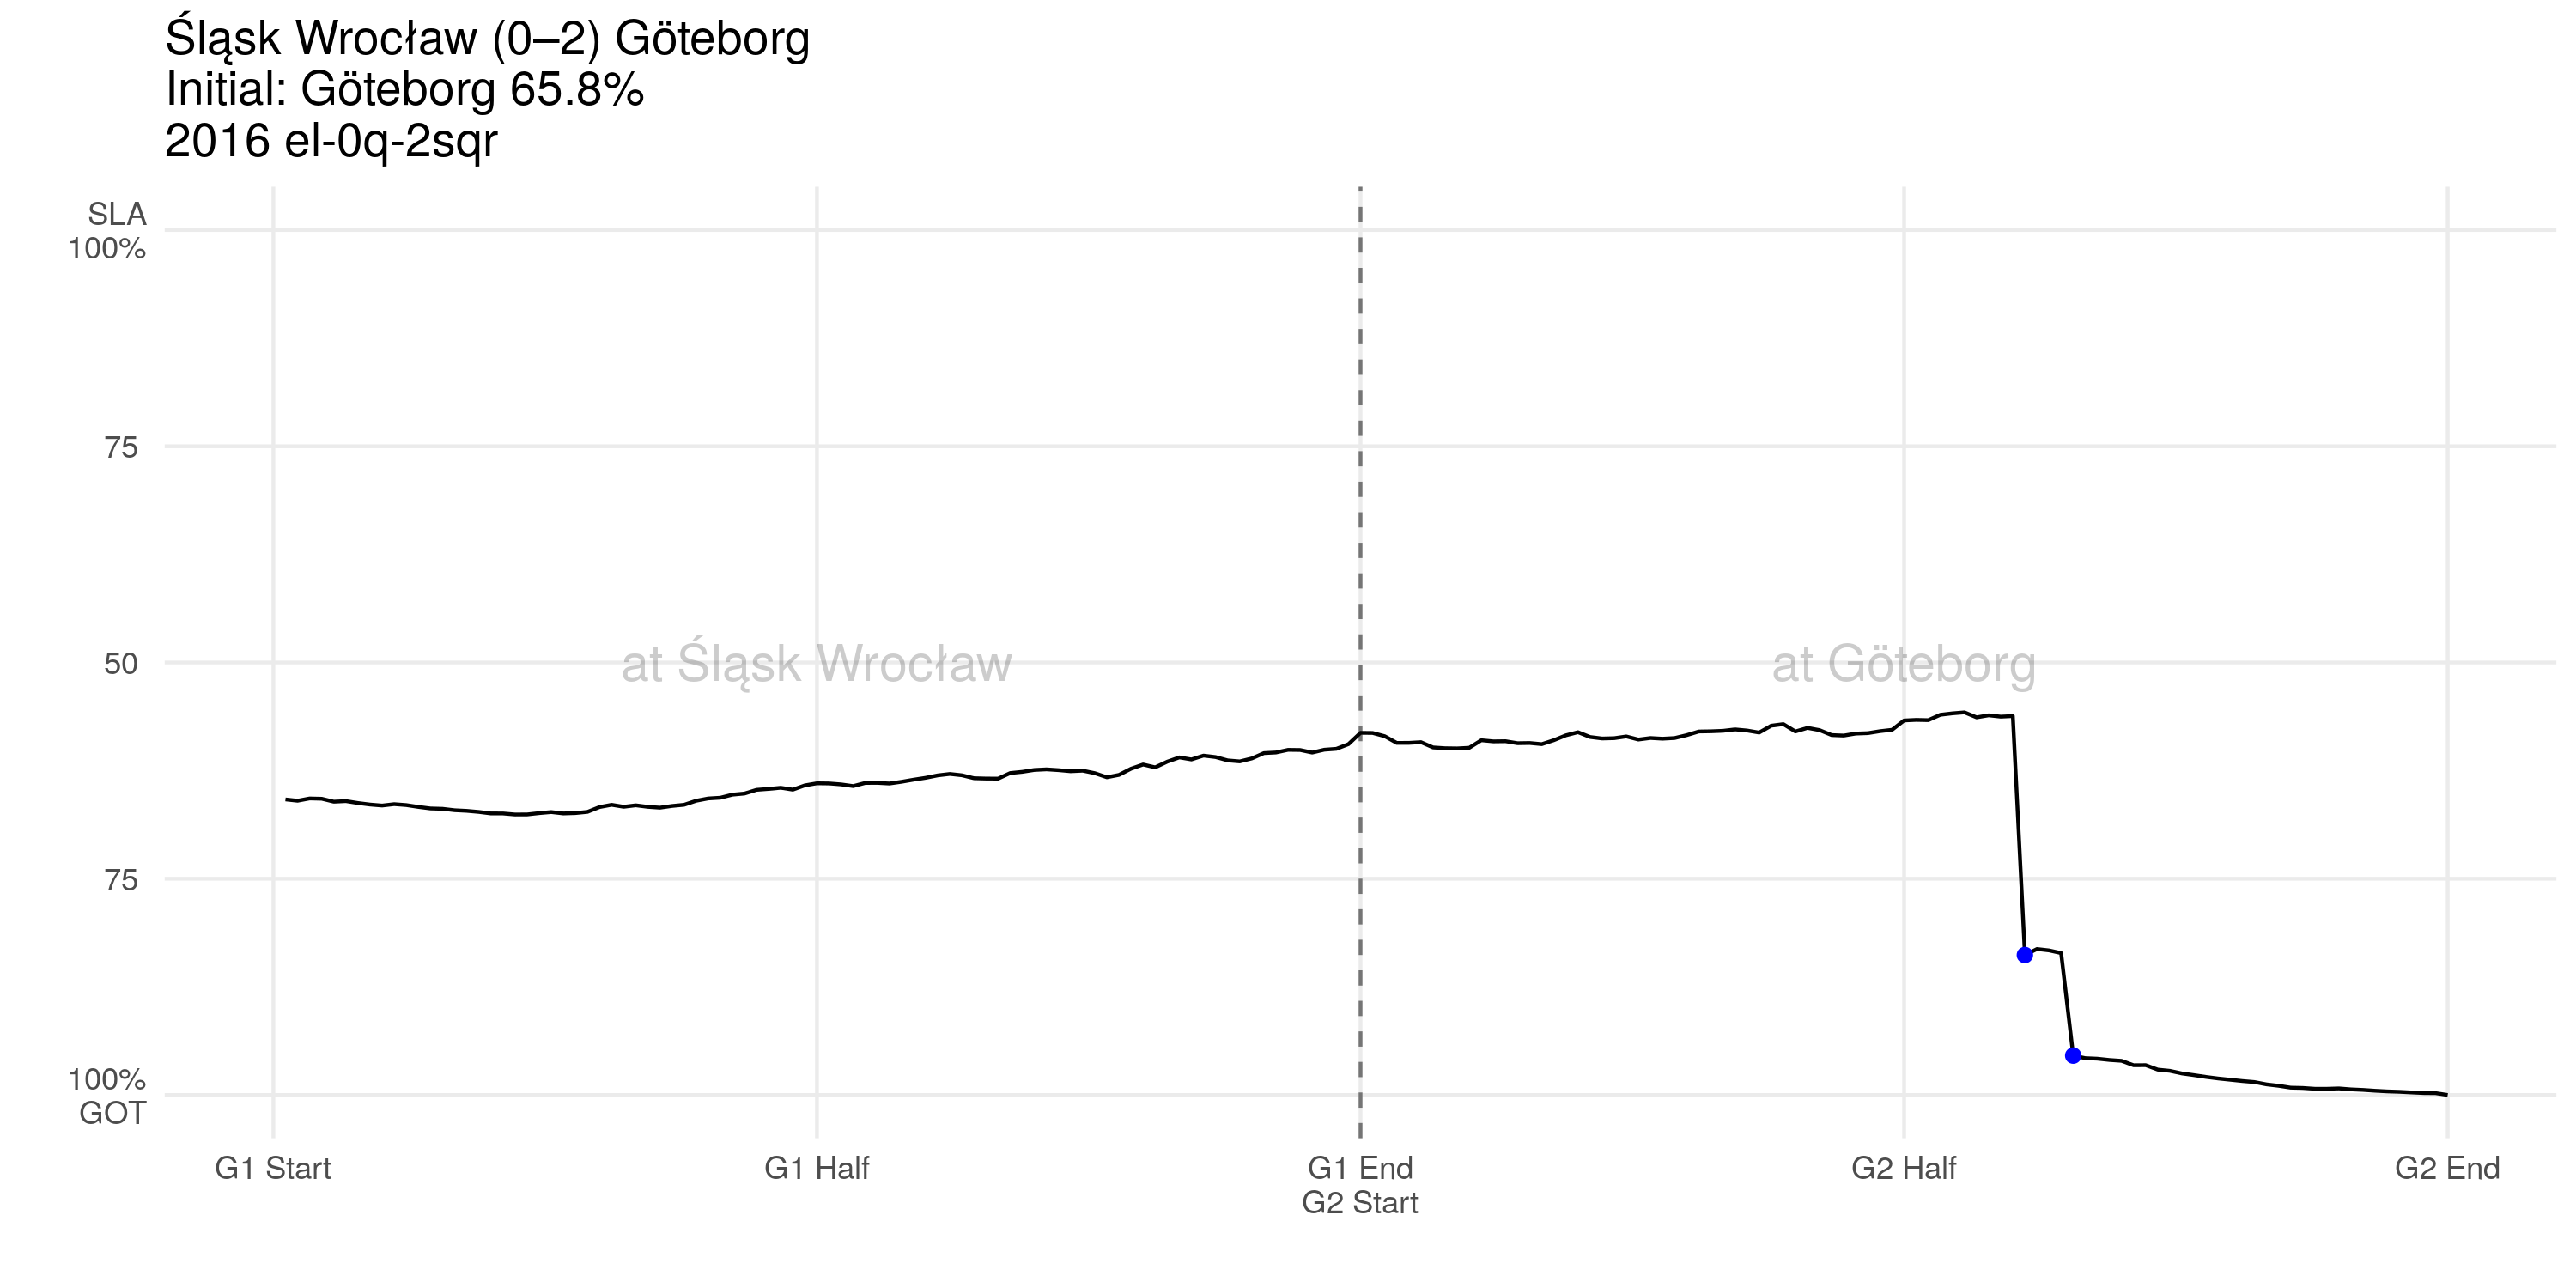 Śląsk Wrocław (0–2) Göteborg
Initial: Göteborg 65.8%
2016 el-0q-2sqr
SLA
100%
75
50
75
100%
GOT
at Śląsk Wrocław
at Göteborg
G1 Start
G1 Half
G1 End
G2 Start
G2 Half
G2 End